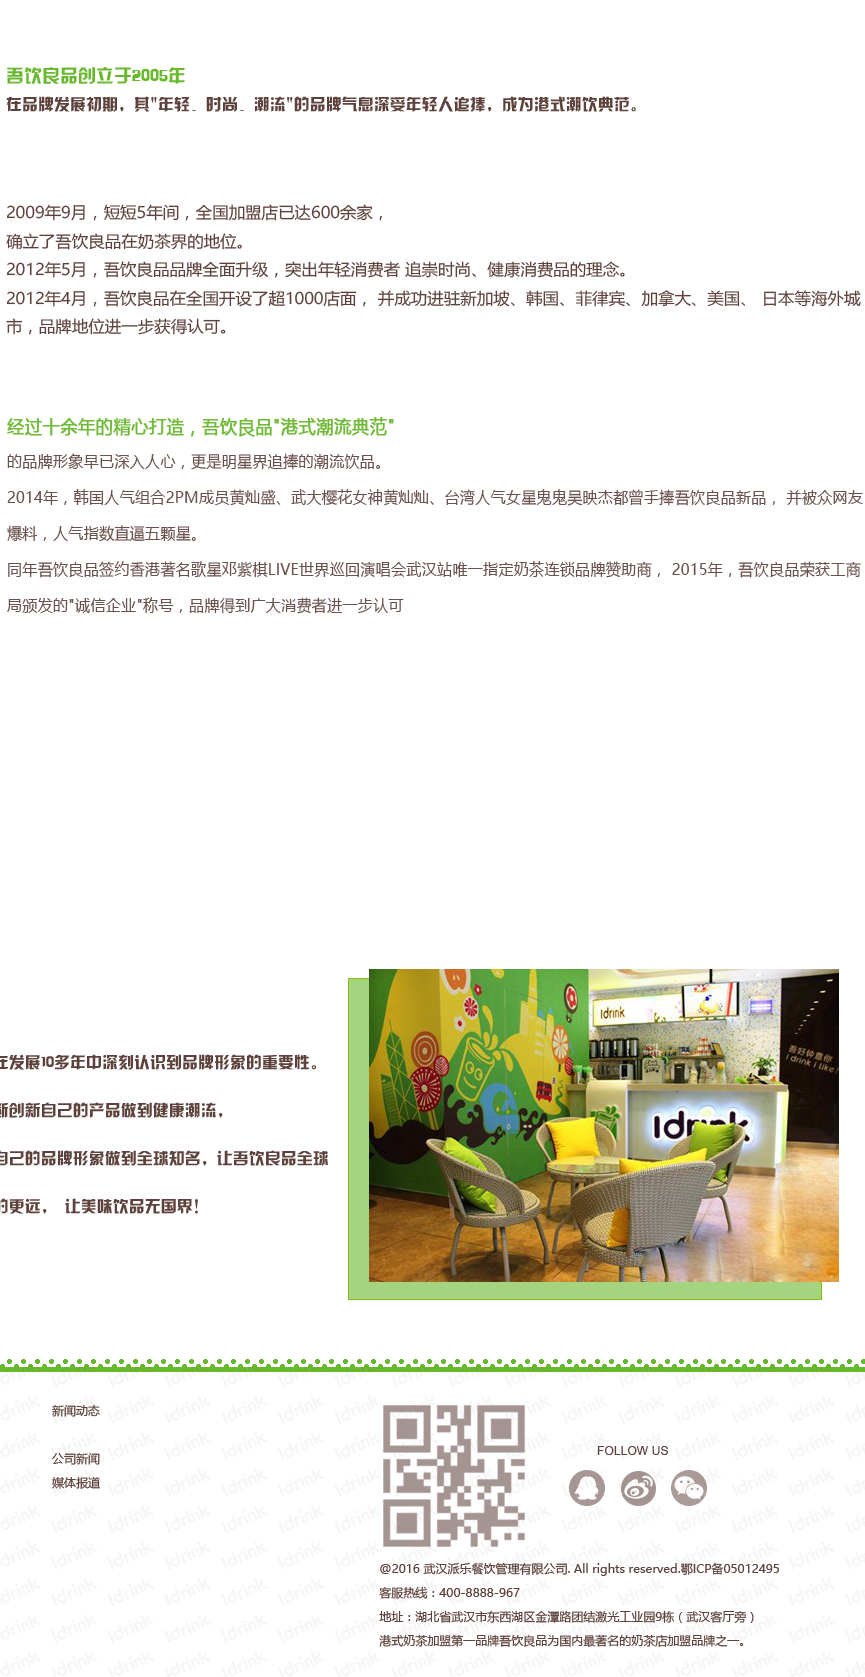 吾饮良品创立于2005年
在品牌发展初期，其"年轻、时尚、潮流"的品牌气息深受年轻人追捧，成为港式潮饮典范。
2009年9月，短短5年间，全国加盟店已达600余家，
确立了吾饮良品在奶茶界的地位。
2012年5月，吾饮良品品牌全面升级，突出年轻消费者 追崇时尚、健康消费品的理念。
2012年4月，吾饮良品在全国开设了超1000店面， 并成功进驻新加坡、韩国、菲律宾、加拿大、美国、 日本等海外城
市，品牌地位进一步获得认可。
经过十余年的精心打造，吾饮良品"港式潮流典范"
的品牌形象早已深入人心，更是明星界追捧的潮流饮品。
2014年，韩国人气组合2PM成员黄灿盛、武大樱花女神黄灿灿、台湾人气女星鬼鬼吴映杰都曾手捧吾饮良品新品， 并被众网友
爆料，人气指数直逼五颗星。
同年吾饮良品签约香港著名歌星邓紫棋LIVE世界巡回演唱会武汉站唯一指定奶茶连锁品牌赞助商， 2015年，吾饮良品荣获工商
局颁发的"诚信企业"称号，品牌得到广大消费者进一步认可
在发展10多年中深刻认识到品牌形象的重要性。
断创新自己的产品做到健康潮流，
自己的品牌形象做到全球知名，让吾饮良品全球
的更远， 让美味饮品无国界！
Idrink
吾好钟意你
I drink I like!
Idrink
新闻动态
公司新闻
媒体报道
FOLLOW US
@2016 武汉派乐餐饮管理有限公司. All rights reserved.鄂ICP备05012495
客服热线：400-8888-967
地址：湖北省武汉市东西湖区金潭路团结激光工业园9栋（武汉客厅旁）
港式奶茶加盟第一品牌吾饮良品为国内最著名的奶茶店加盟品牌之一。